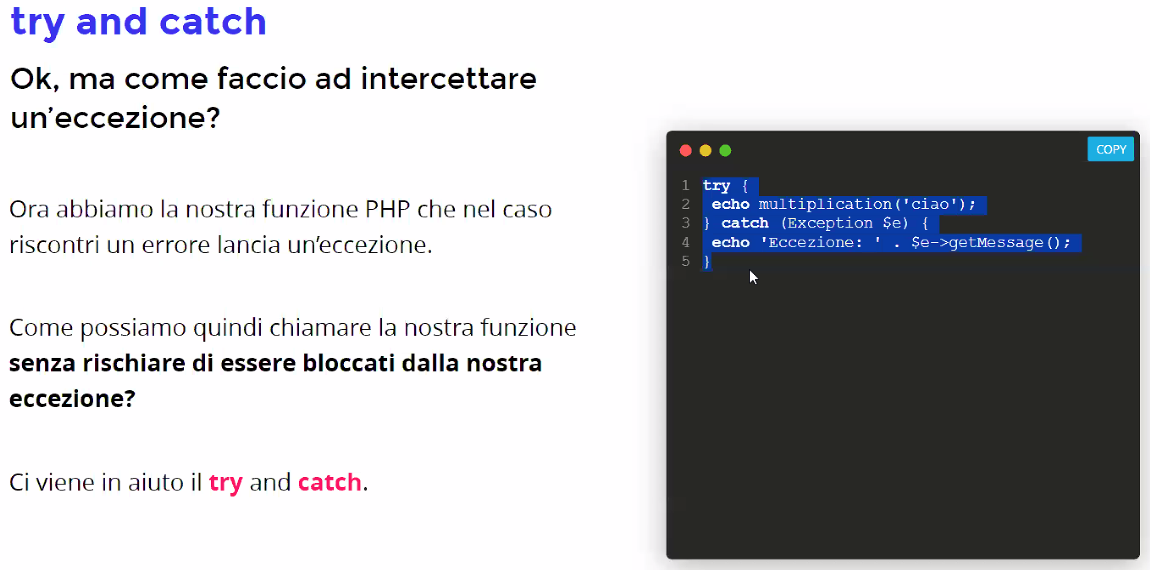 try and catch
Ok, ma come faccio ad intercettare
un’eccezione?
Ora abbiamo la nostra funzione PHP che nel caso
riscontri un errore lancia un’eccezione.
Come possiamo quindi chiamare la nostra funzione
senza rischiare di essere bloccati dalla nostra
eccezione?
Ci viene in aiuto il try and catch.
COPY
1 try {
2 echo multiplication('ciao');
3 } catch (Exception $e) {
4 echo 'Eccezione: ' . $e->getMessage();
5 }